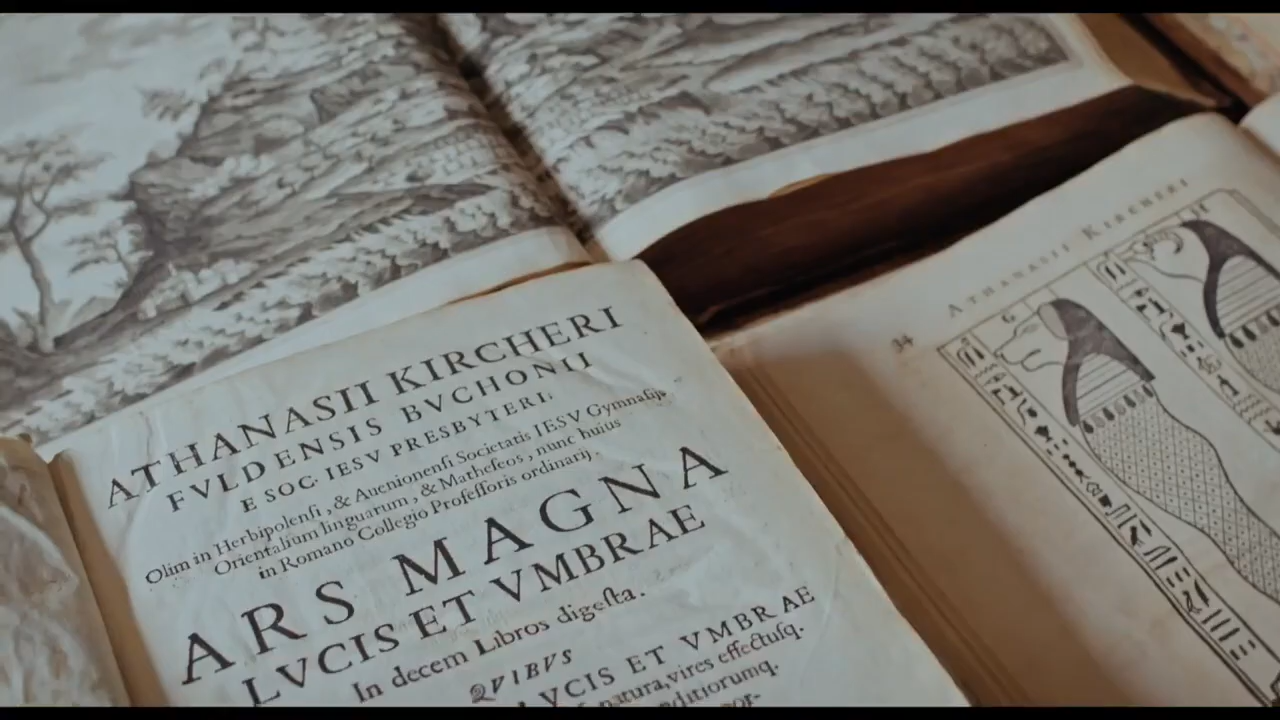 ATHANASII KIRCHERI
FVLDENSIS BVCHONII
E SOC. IESV PRESBYTERI;
Olim in Herbipolenſi, & Auenionenſi Societatis IESV Gymnaſijs
Orientalium linguarum, & Matheſeos, nunc huius
in Romano Collegio Profeſſoris ordinarij.
ARS MAGNA
LVCIS ET VMBRAE
In decem Libros digeſta.
QVIBVS
LVCIS ET VMBRAE
natura, vires effectuſq.
nditiorumq.
por-
34
ATHANASII KIRCHERI